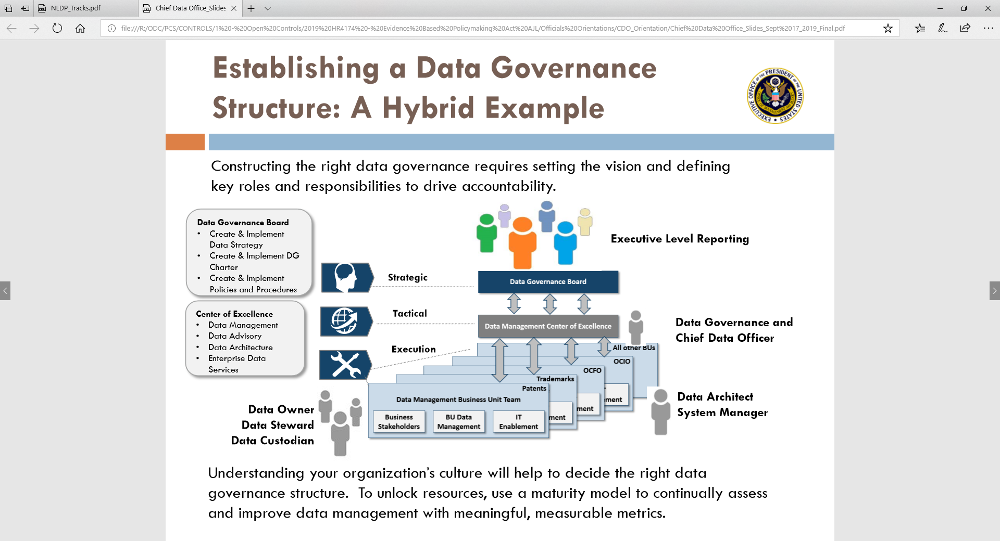 NLDP_Tracks.pdf
Chief Data Office_Slides
file:///R:/ODC/PCS/CONTROLS/1%20-%20Open%20Controls/2019%20HR4174%20-%20Evidence%20Based%20Policymaking%20Act%20AJL/Officials%20Orientations/CDO_Orientation/Chief%20Data%20Office_Slides_Sept%2017_2019_Final.pdf
Establishing a Data Governance
Structure: A Hybrid Example
EXECUTIVE OFFICE OF THE PRESIDENT OF THE UNITED STATES
OFFICE OF MANAGEMENT AND BUDGET
Constructing the right data governance requires setting the vision and defining
key roles and responsibilities to drive accountability.
Data Governance Board
• Create & Implement
Data Strategy
• Create & Implement DG
Charter
• Create & Implement
Policies and Procedures
Center of Excellence
• Data Management
• Data Advisory
• Data Architecture
• Enterprise Data
Services
Strategic
Tactical
Execution
Executive Level Reporting
Data Governance Board
Data Management Center of Excellence
Data Governance and
Chief Data Officer
All other BUs
OCIO
OCFO
Trademarks
Patents
Data Management Business Unit Team
Business
Stakeholders
BU Data
Management
IT
Enablement
ment
ment
ment
Data Owner
Data Steward
Data Custodian
Data Architect
System Manager
Understanding your organization's culture will help to decide the right data
governance structure.  To unlock resources, use a maturity model to continually assess
and improve data management with meaningful, measurable metrics.